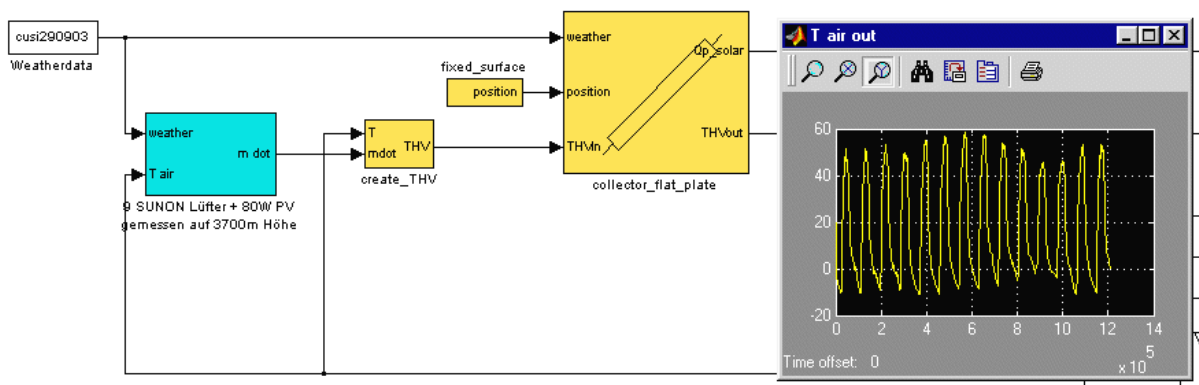 cusi290903
Weatherdata
weather
T air
m dot
9 SUNON Lüfter + 80W PV
gemessen auf 3700m Höhe
T
mdot
THV
create_THV
fixed_surface
position
weather
position
THVin
Qp_solar
THVout
collector_flat_plate
T air out
60
40
20
0
-20
0 2 4 6 8 10 12 14
Time offset: 0
x 10^5